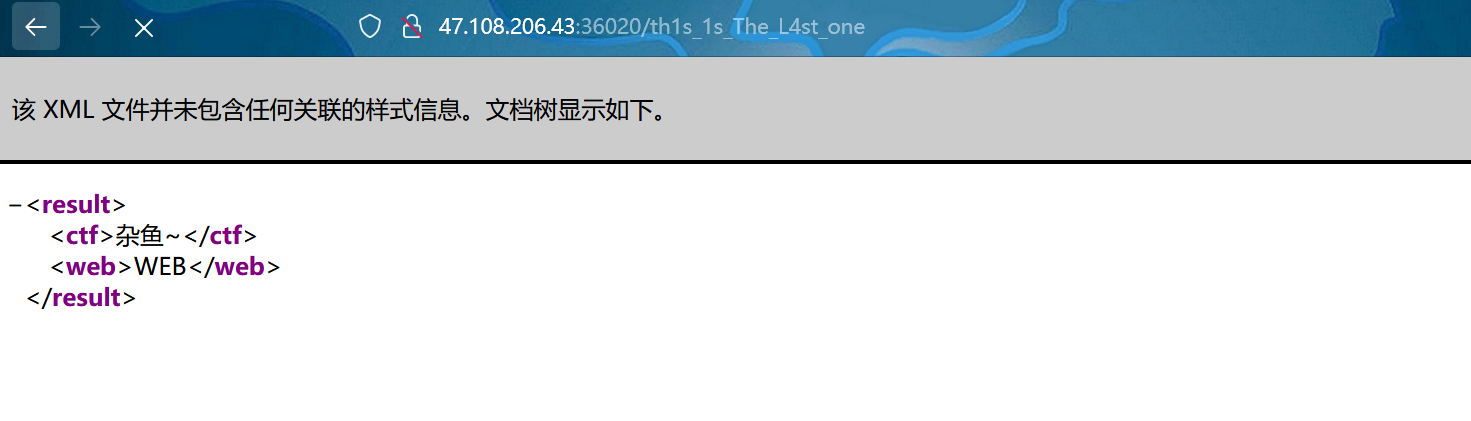 47.108.206.43:36020/th1s_1s_The_L4st_one
该 XML 文件并未包含任何关联的样式信息。文档树显示如下。
−<result>
<ctf>杂鱼~</ctf>
<web>WEB</web>
</result>